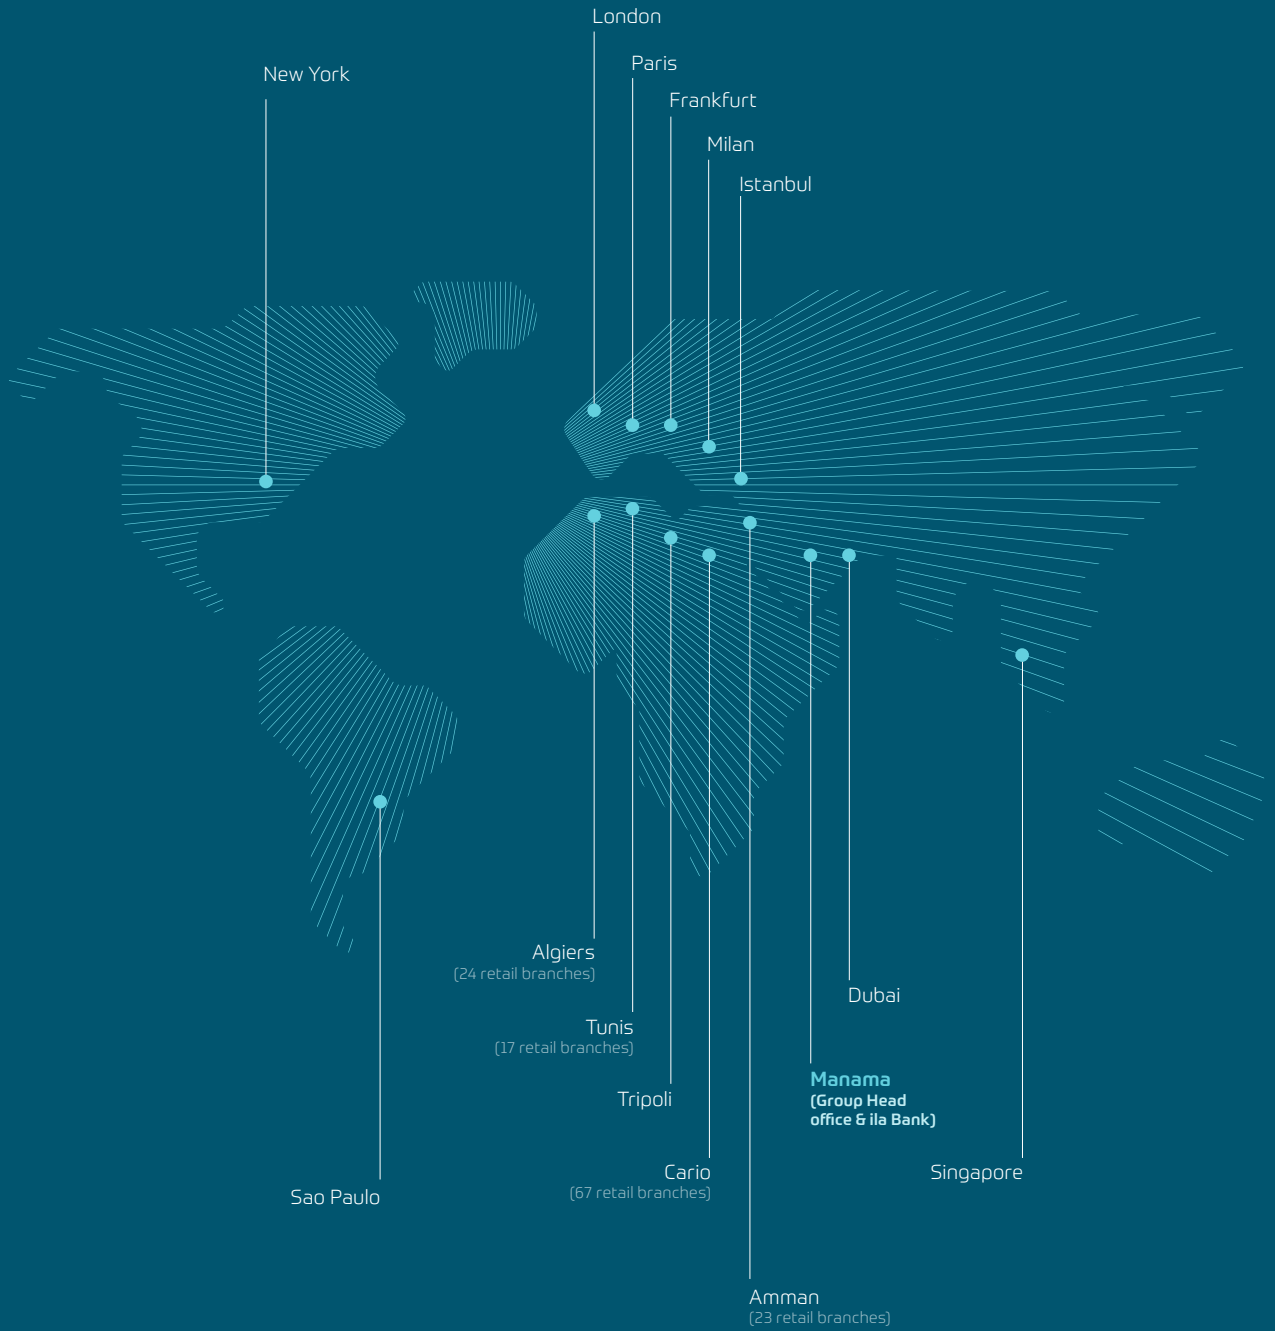 London
Paris
New York
Frankfurt
Milan
Istanbul
Algiers
(24 retail branches)
Dubai
Tunis
(17 retail branches)
Manama
(Group Head
office & ila Bank)
Tripoli
Cario
(67 retail branches)
Singapore
Sao Paulo
Amman
(23 retail branches)